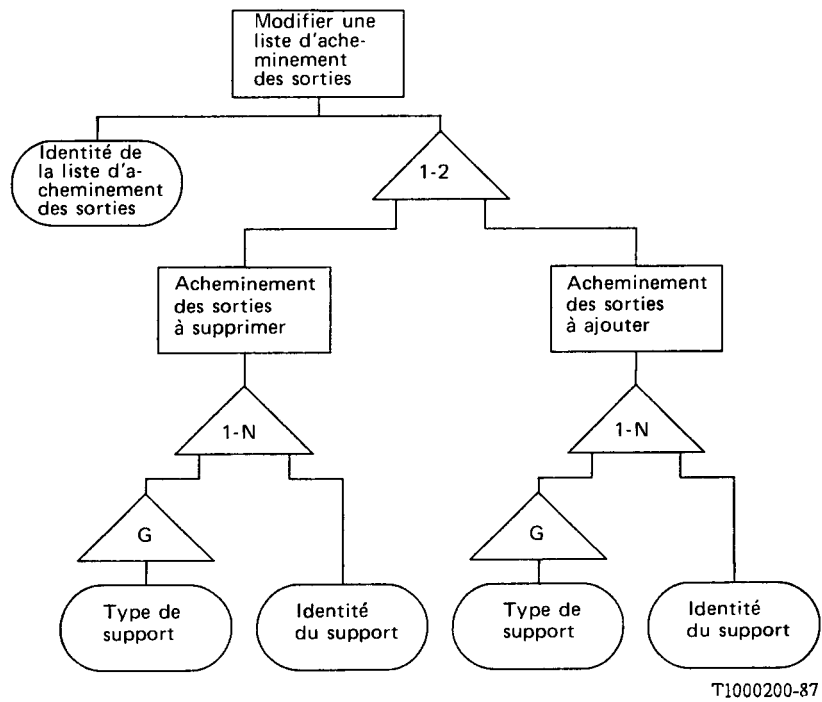 Modifier une
liste d'ache-
minement
des sorties
Identité de
la liste d'a-
cheminement
des sorties
1-2
Acheminement
des sorties
à supprimer
Acheminement
des sorties
à ajouter
1-N
1-N
G
G
Type de
support
Identité
du support
Type de
support
Identité
du support
T1000200-87